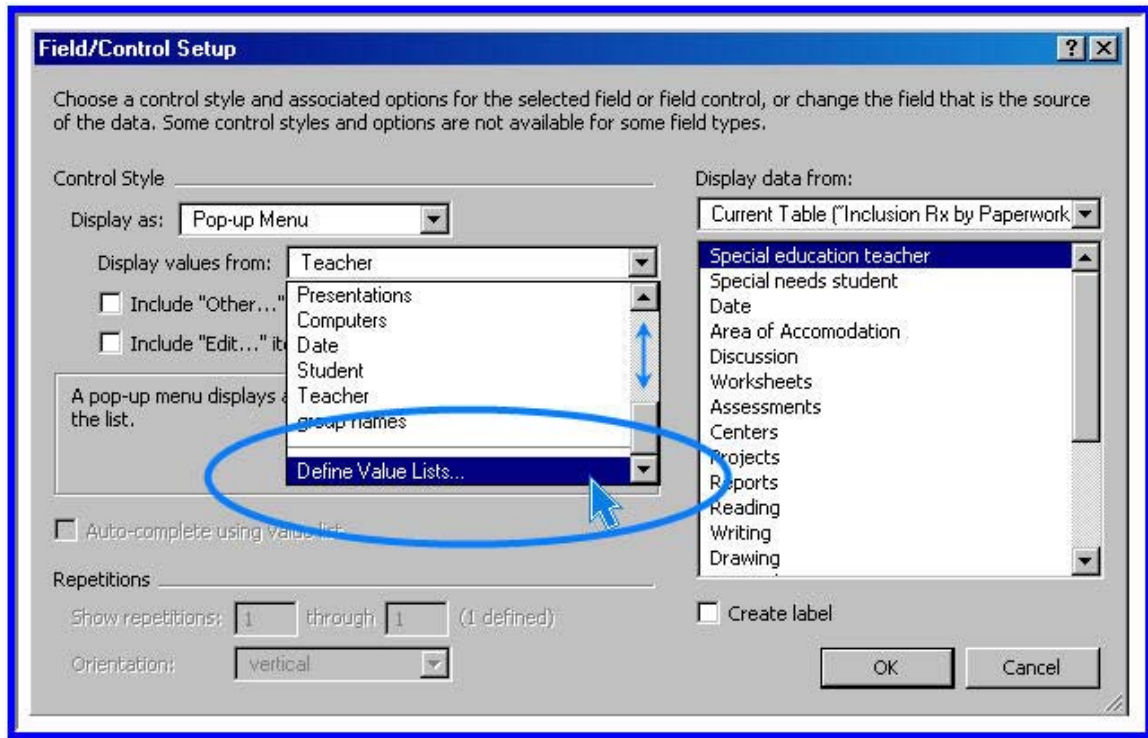 Field/Control Setup
Choose a control style and associated options for the selected field or field control, or change the field that is the source
of the data. Some control styles and options are not available for some field types.
Control Style
Display as: Pop-up Menu
Display values from: Teacher
Include "Other..."
Include "Edit..." it
Presentations
Computers
Date
Student
Teacher
group names
Define Value Lists...
A pop-up menu displays
the list.
Auto-complete using value list
Repetitions
Show repetitions: 1 through 1 (1 defined)
Orientation: vertical
Display data from:
Current Table ("Inclusion Rx by Paperwork
Special education teacher
Special needs student
Date
Area of Accomodation
Discussion
Worksheets
Assessments
Centers
Projects
Reports
Reading
Writing
Drawing
Create label
OK Cancel